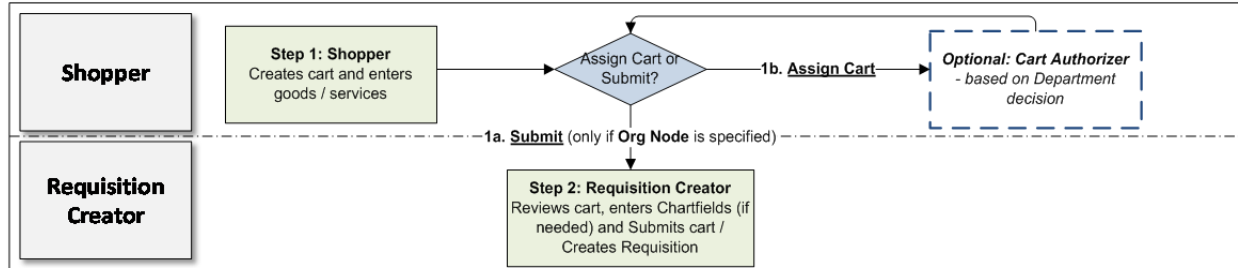 Shopper
Step 1: Shopper
Creates cart and enters
goods / services
Assign Cart or
Submit?
1b. Assign Cart
Optional: Cart Authorizer
- based on Department
decision
1a. Submit (only if Org Node is specified)
Requisition
Creator
Step 2: Requisition Creator
Reviews cart, enters Chartfields (if
needed) and Submits cart /
Creates Requisition